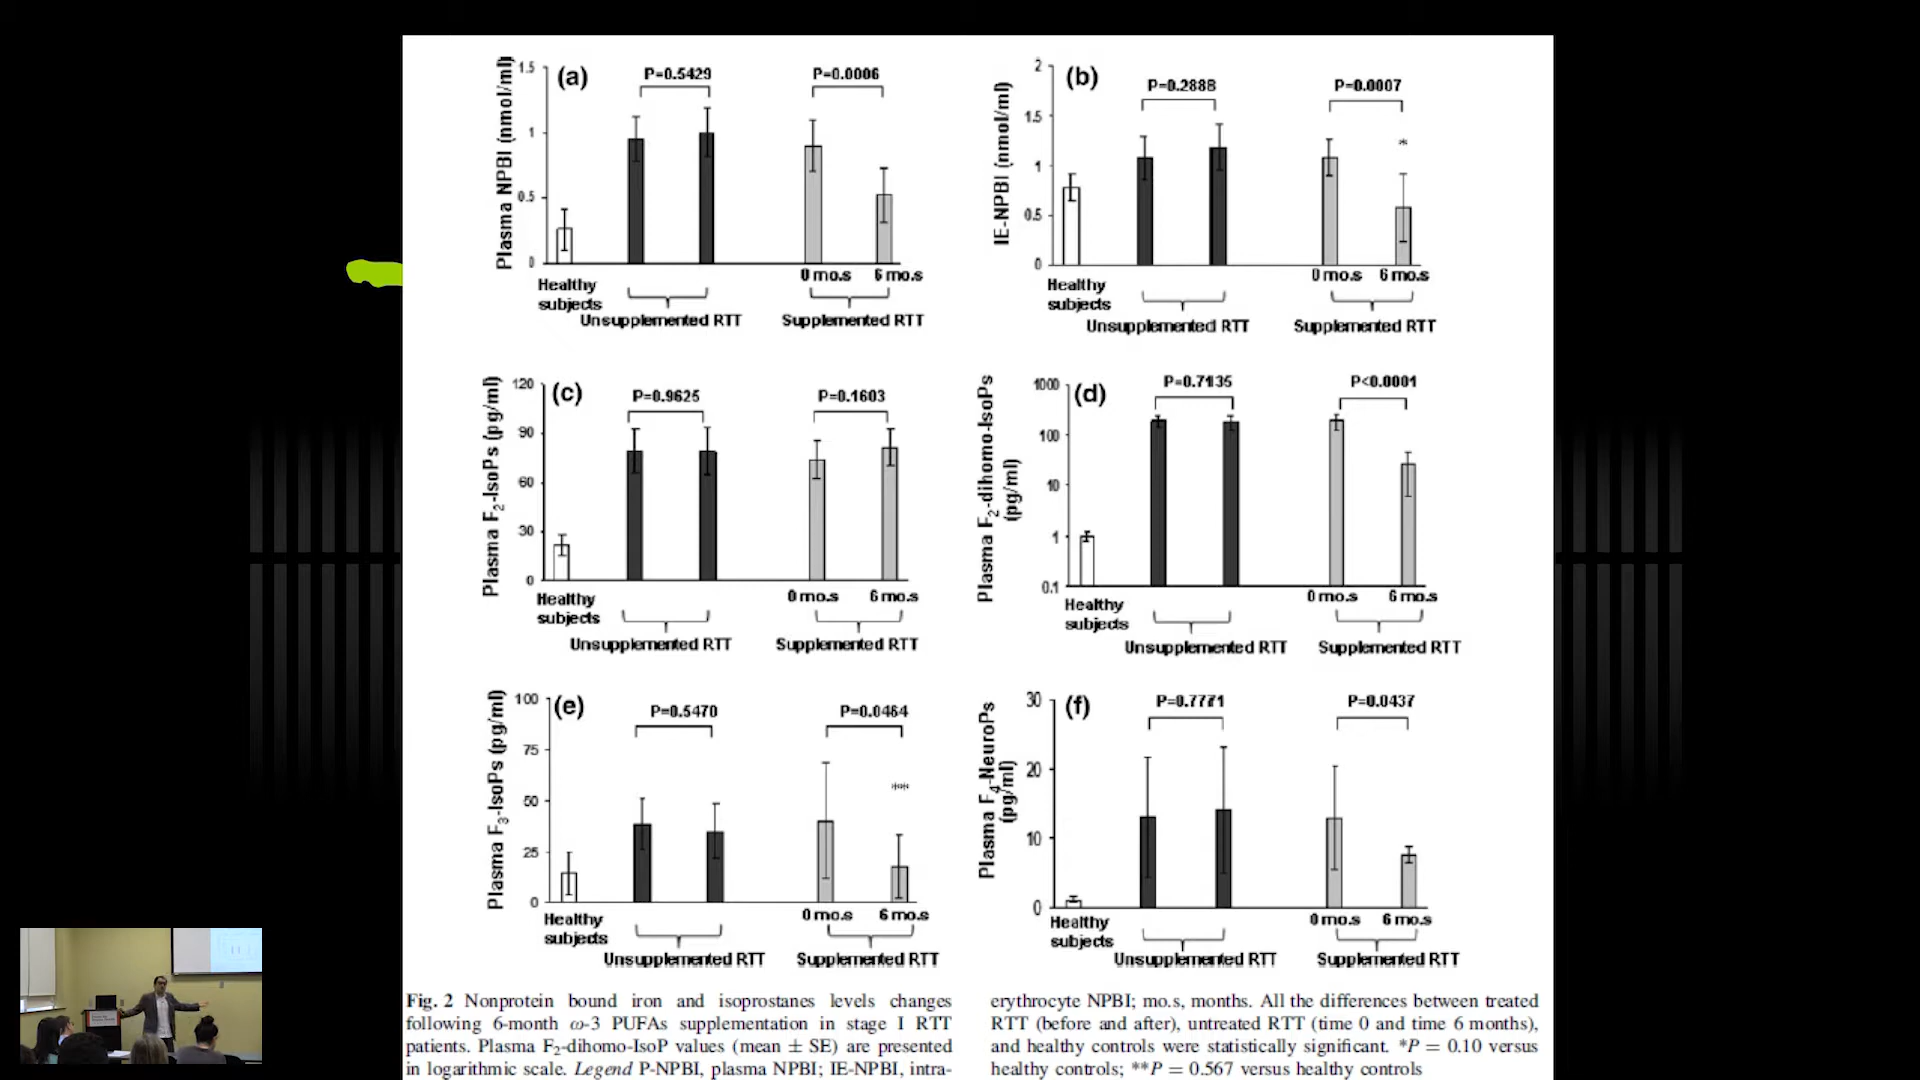 (a)
P=0.5429
P=0.0006
Plasma NPBI (nmol/ml)
1.5
1
0.5
0
Healthy
subjects
0 mo.s
6 mo.s
Unsupplemented RTT
Supplemented RTT
(b)
P=0.2888
P=0.0007
IE-NPBI (nmol/ml)
2
1.5
1
0.5
0
*
Healthy
subjects
0 mo.s
6 mo.s
Unsupplemented RTT
Supplemented RTT
(c)
P=0.9625
P=0.1603
Plasma F2-IsoPs (pg/ml)
120
90
60
30
0
Healthy
subjects
0 mo.s
6 mo.s
Unsupplemented RTT
Supplemented RTT
(d)
P=0.7135
P<0.0001
Plasma F2-dihomo-IsoPs
(pg/ml)
1000
100
10
1
0.1
Healthy
subjects
0 mo.s
6 mo.s
Unsupplemented RTT
Supplemented RTT
(e)
P=0.5470
P=0.0464
Plasma F3-IsoPs (pg/ml)
100
75
50
25
0
**
Healthy
subjects
0 mo.s
6 mo.s
Unsupplemented RTT
Supplemented RTT
(f)
P=0.7771
P=0.0437
Plasma F4-NeuroPs
(pg/ml)
30
20
10
0
Healthy
subjects
0 mo.s
6 mo.s
Unsupplemented RTT
Supplemented RTT
Fig. 2 Nonprotein bound iron and isoprostanes levels changes
following 6-month ω-3 PUFAs supplementation in stage I RTT
patients. Plasma F2-dihomo-IsoP values (mean ± SE) are presented
in logarithmic scale. Legend P-NPBI, plasma NPBI; IE-NPBI, intra-
erythrocyte NPBI; mo.s, months. All the differences between treated
RTT (before and after), untreated RTT (time 0 and time 6 months),
and healthy controls were statistically significant. *P = 0.10 versus
healthy controls; **P = 0.567 versus healthy controls